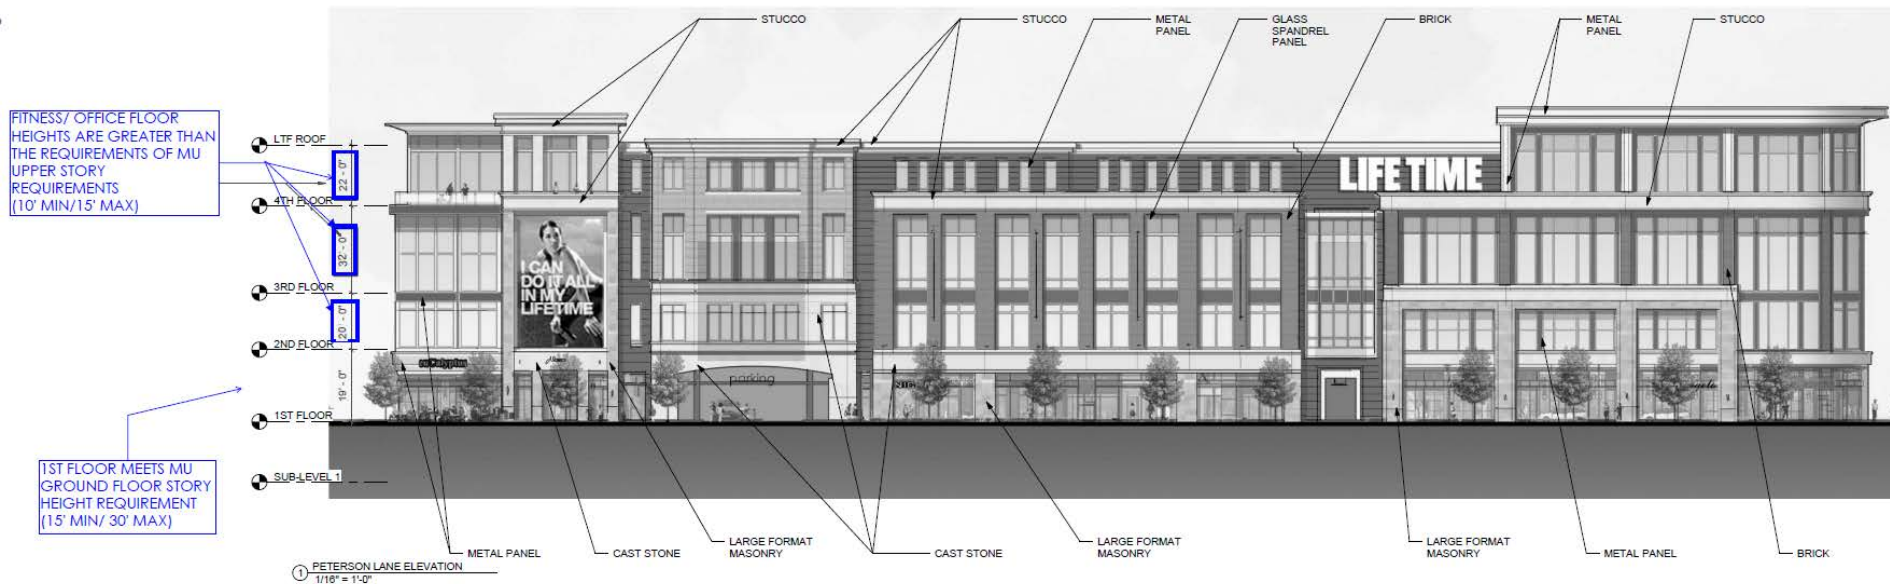 STUCCO
STUCCO
METAL
PANEL
GLASS
SPANDREL
PANEL
BRICK
METAL
PANEL
STUCCO
FITNESS/ OFFICE FLOOR
HEIGHTS ARE GREATER THAN
THE REQUIREMENTS OF MU
UPPER STORY
REQUIREMENTS
(10' MIN/15' MAX)
LTF ROOF
22' - 0"
4TH FLOOR
32' - 0"
3RD FLOOR
20' - 0"
2ND FLOOR
19' - 0"
1ST FLOOR
SUB-LEVEL 1
LIFE TIME
I CAN
DO IT ALL
IN MY
LIFETIME
parking
1ST FLOOR MEETS MU
GROUND FLOOR STORY
HEIGHT REQUIREMENT
(15' MIN/ 30' MAX)
METAL PANEL
CAST STONE
LARGE FORMAT
MASONRY
CAST STONE
LARGE FORMAT
MASONRY
LARGE FORMAT
MASONRY
METAL PANEL
BRICK
1 PETERSON LANE ELEVATION
1/16" = 1'-0"